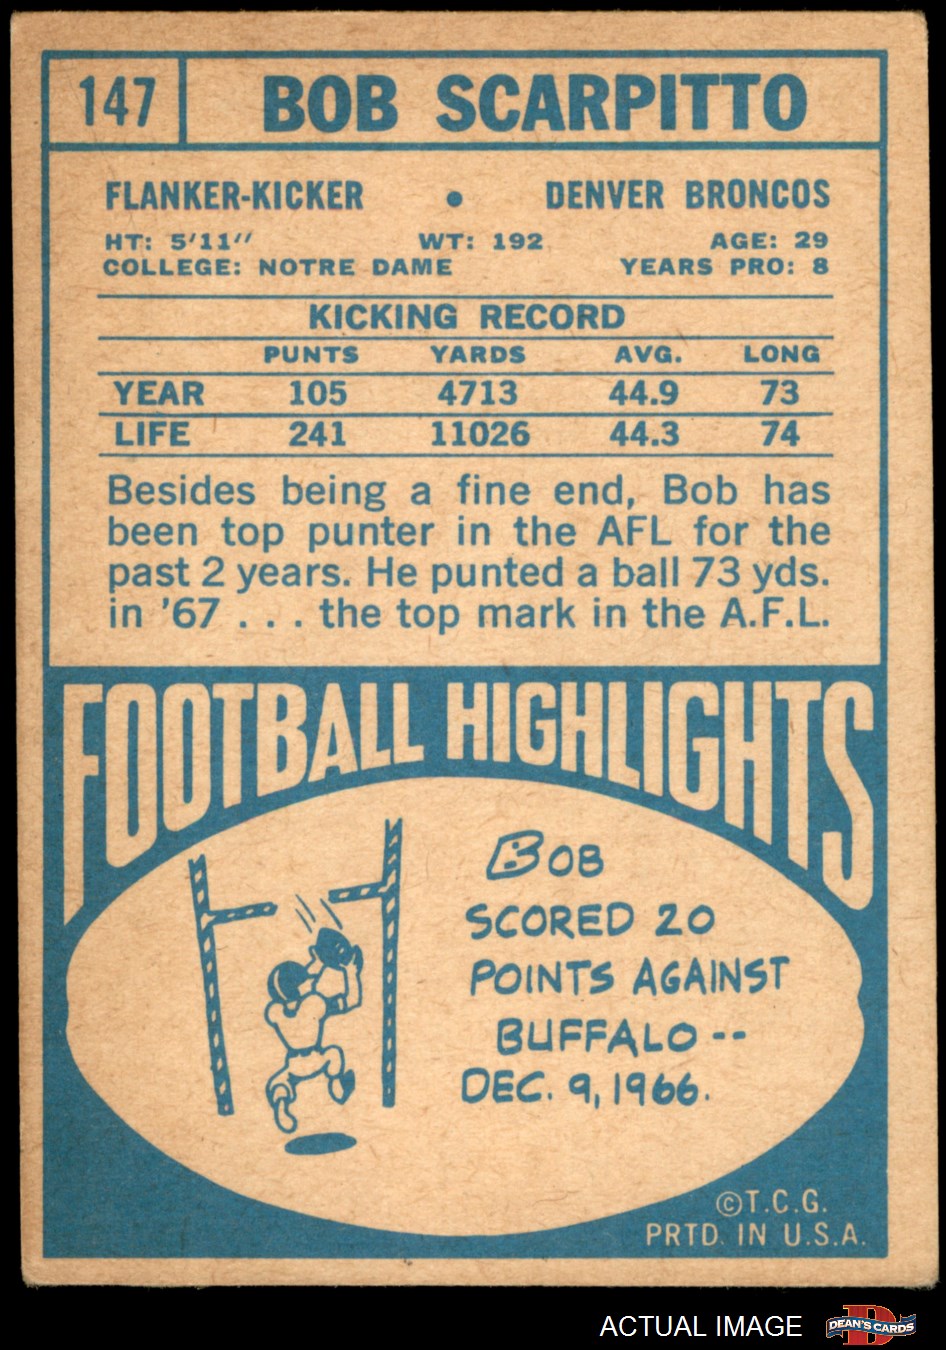 147 BOB SCARPITTO
FLANKER-KICKER • DENVER BRONCOS
HT: 5'11" WT: 192 AGE: 29
COLLEGE: NOTRE DAME YEARS PRO: 8
KICKING RECORD
PUNTS YARDS AVG. LONG
YEAR 105 4713 44.9 73
LIFE 241 11026 44.3 74
Besides being a fine end, Bob has
been top punter in the AFL for the
past 2 years. He punted a ball 73 yds.
in '67 . . . the top mark in the A.F.L.
FOOTBALL HIGHLIGHTS
BOB
SCORED 20
POINTS AGAINST
BUFFALO --
DEC. 9, 1966.
©T.C.G.
PRTD. IN U.S.A.
ACTUAL IMAGE D DEAN'S CARDS